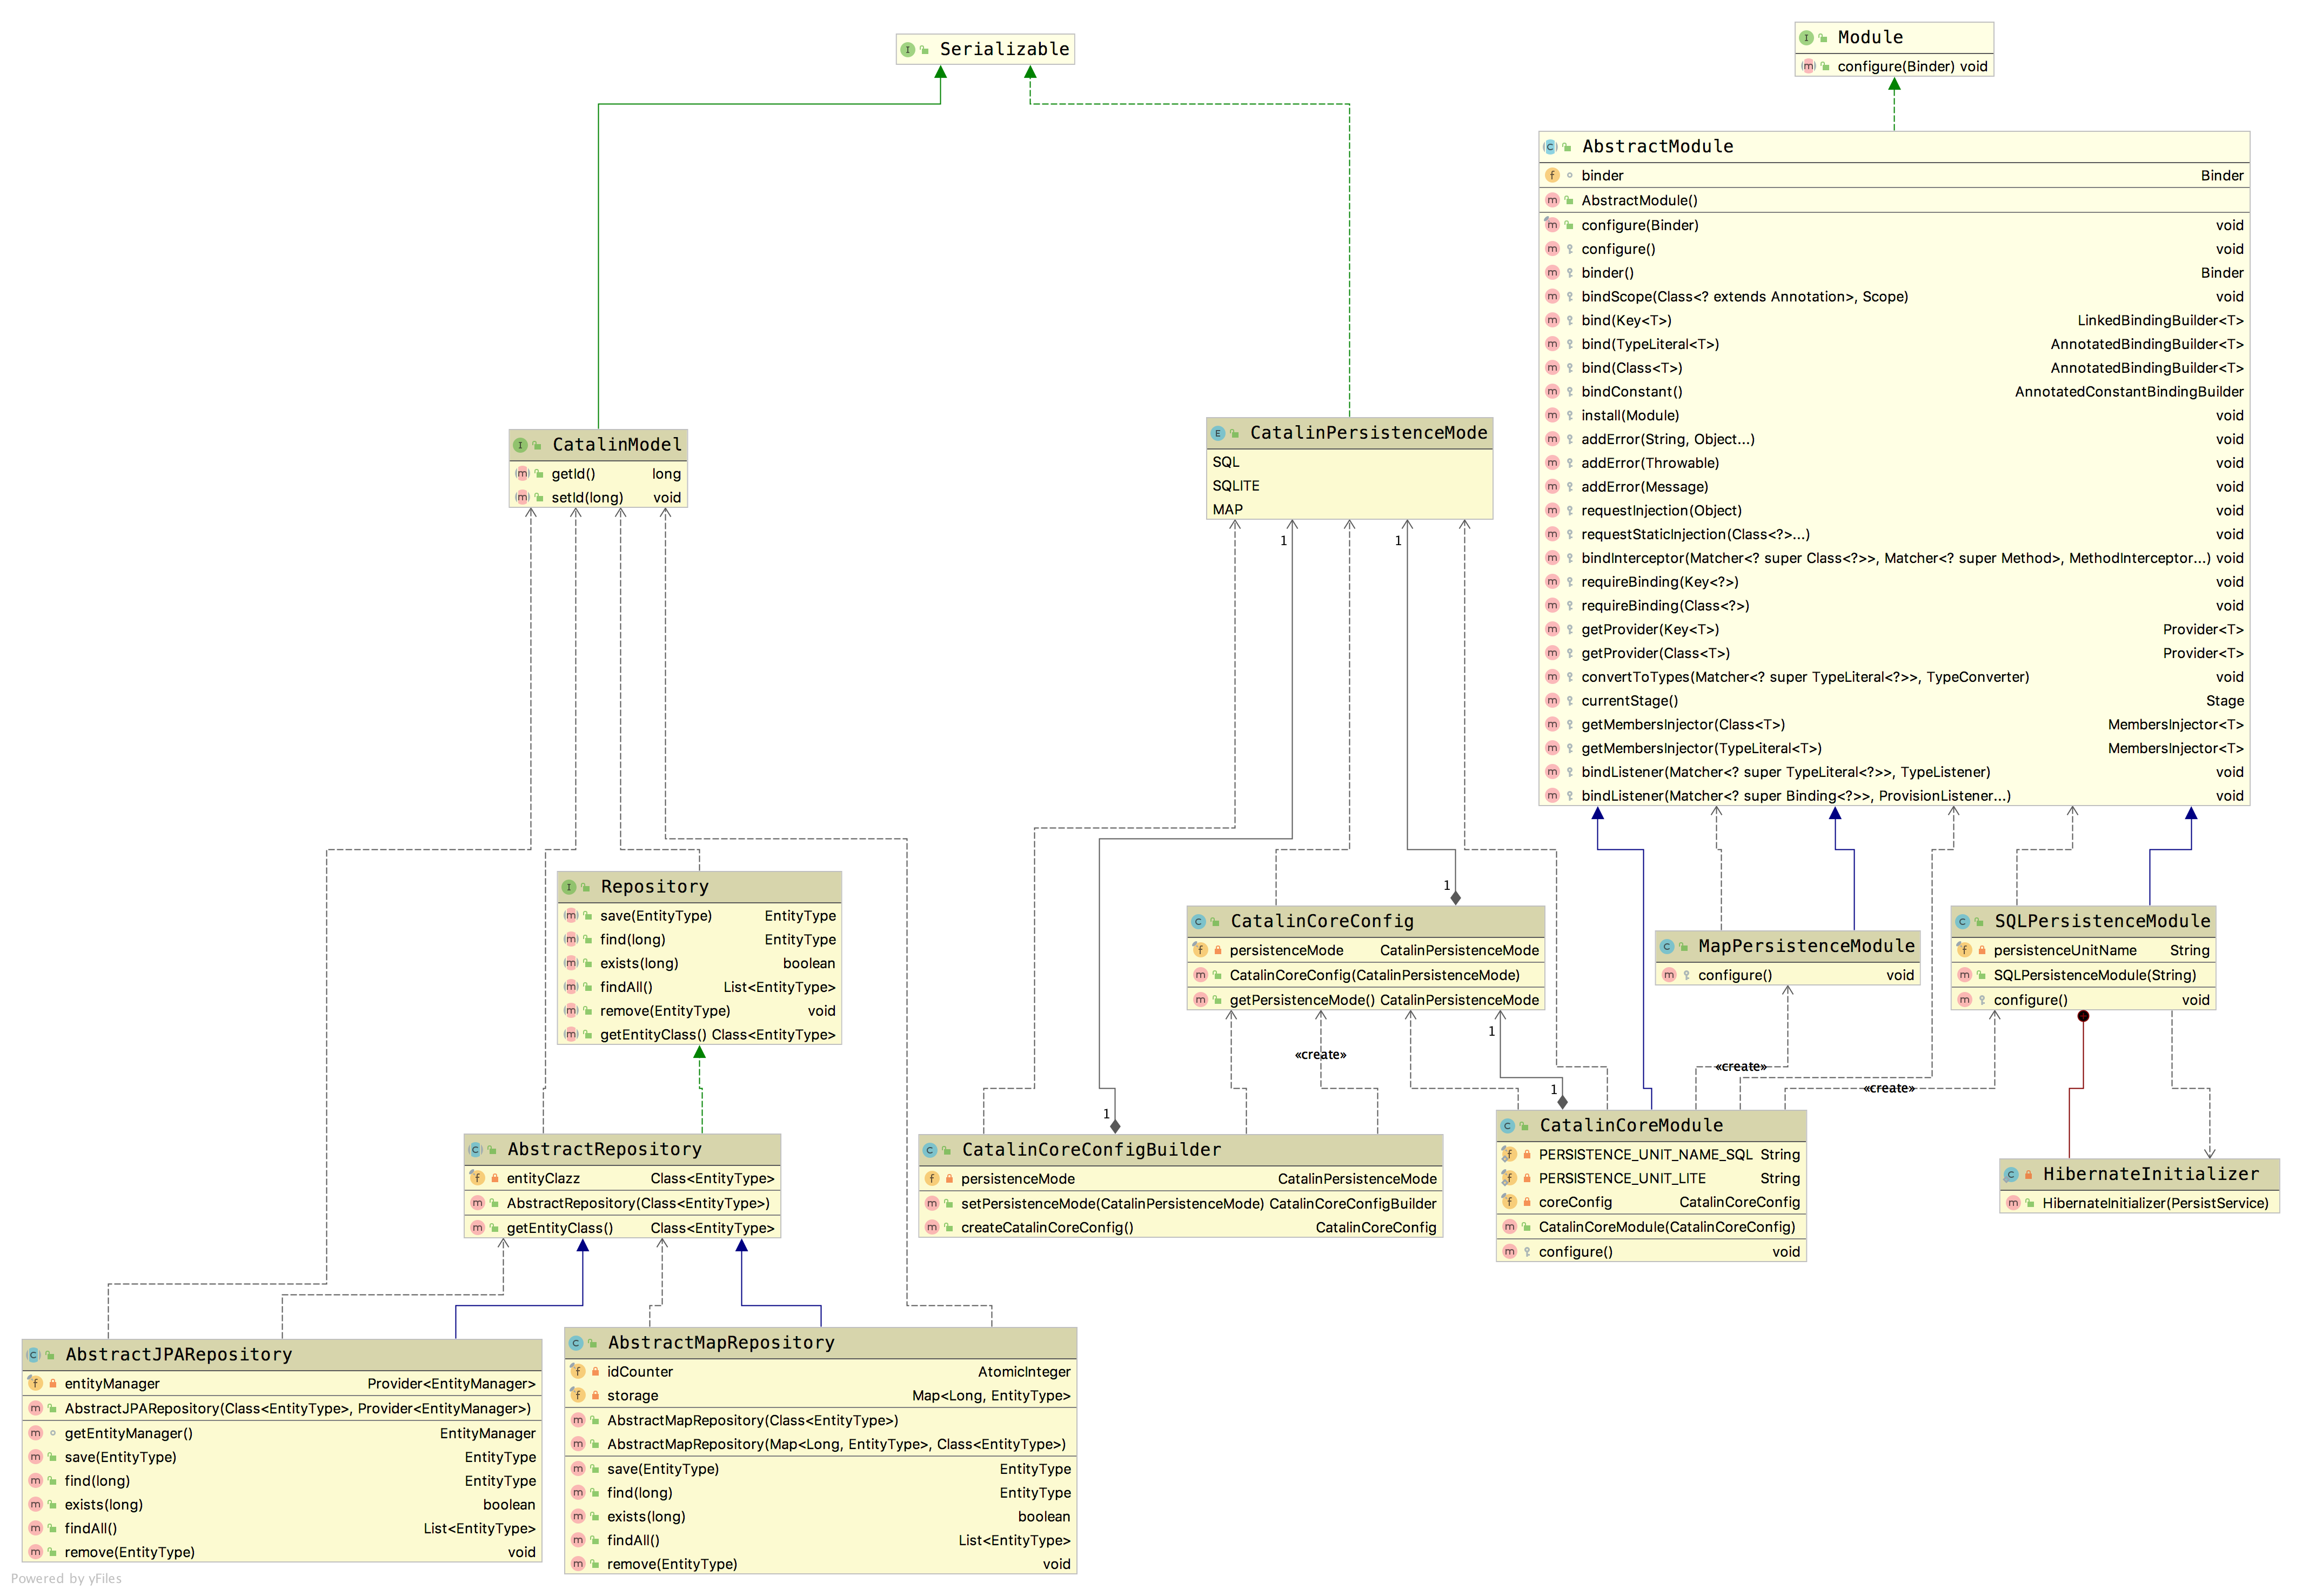 Serializable
Module
configure(Binder) void
AbstractModule
binder Binder
AbstractModule()
configure(Binder) void
configure() void
binder() Binder
bindScope(Class<? extends Annotation>, Scope) void
bind(Key<T>) LinkedBindingBuilder<T>
bind(TypeLiteral<T>) AnnotatedBindingBuilder<T>
bind(Class<T>) AnnotatedBindingBuilder<T>
bindConstant() AnnotatedConstantBindingBuilder
install(Module) void
addError(String, Object...) void
addError(Throwable) void
addError(Message) void
requestInjection(Object) void
requestStaticInjection(Class<?>...) void
bindInterceptor(Matcher<? super Class<?>>, Matcher<? super Method>, MethodInterceptor...) void
requireBinding(Key<?>) void
requireBinding(Class<?>) void
getProvider(Key<T>) Provider<T>
getProvider(Class<T>) Provider<T>
convertToTypes(Matcher<? super TypeLiteral<?>>, TypeConverter) void
currentStage() Stage
getMembersInjector(Class<T>) MembersInjector<T>
getMembersInjector(TypeLiteral<T>) MembersInjector<T>
bindListener(Matcher<? super TypeLiteral<?>>, TypeListener) void
bindListener(Matcher<? super Binding<?>>, ProvisionListener...) void
CatalinModel
getId() long
setId(long) void
CatalinPersistenceMode
SQL
SQLITE
MAP
1
1
Repository
save(EntityType) EntityType
find(long) EntityType
exists(long) boolean
findAll() List<EntityType>
remove(EntityType) void
getEntityClass() Class<EntityType>
1
CatalinCoreConfig
persistenceMode CatalinPersistenceMode
CatalinCoreConfig(CatalinPersistenceMode)
getPersistenceMode() CatalinPersistenceMode
MapPersistenceModule
configure() void
SQLPersistenceModule
persistenceUnitName String
SQLPersistenceModule(String)
configure() void
1
«create»
«create»
«create»
1
1
AbstractRepository
entityClazz Class<EntityType>
AbstractRepository(Class<EntityType>)
getEntityClass() Class<EntityType>
CatalinCoreConfigBuilder
persistenceMode CatalinPersistenceMode
setPersistenceMode(CatalinPersistenceMode) CatalinCoreConfigBuilder
createCatalinCoreConfig() CatalinCoreConfig
CatalinCoreModule
PERSISTENCE_UNIT_NAME_SQL String
PERSISTENCE_UNIT_LITE String
coreConfig CatalinCoreConfig
CatalinCoreModule(CatalinCoreConfig)
configure() void
HibernateInitializer
HibernateInitializer(PersistService)
AbstractJPARepository
entityManager Provider<EntityManager>
AbstractJPARepository(Class<EntityType>, Provider<EntityManager>)
getEntityManager() EntityManager
save(EntityType) EntityType
find(long) EntityType
exists(long) boolean
findAll() List<EntityType>
remove(EntityType) void
AbstractMapRepository
idCounter AtomicInteger
storage Map<Long, EntityType>
AbstractMapRepository(Class<EntityType>)
AbstractMapRepository(Map<Long, EntityType>, Class<EntityType>)
save(EntityType) EntityType
find(long) EntityType
exists(long) boolean
findAll() List<EntityType>
remove(EntityType) void
Powered by yFiles